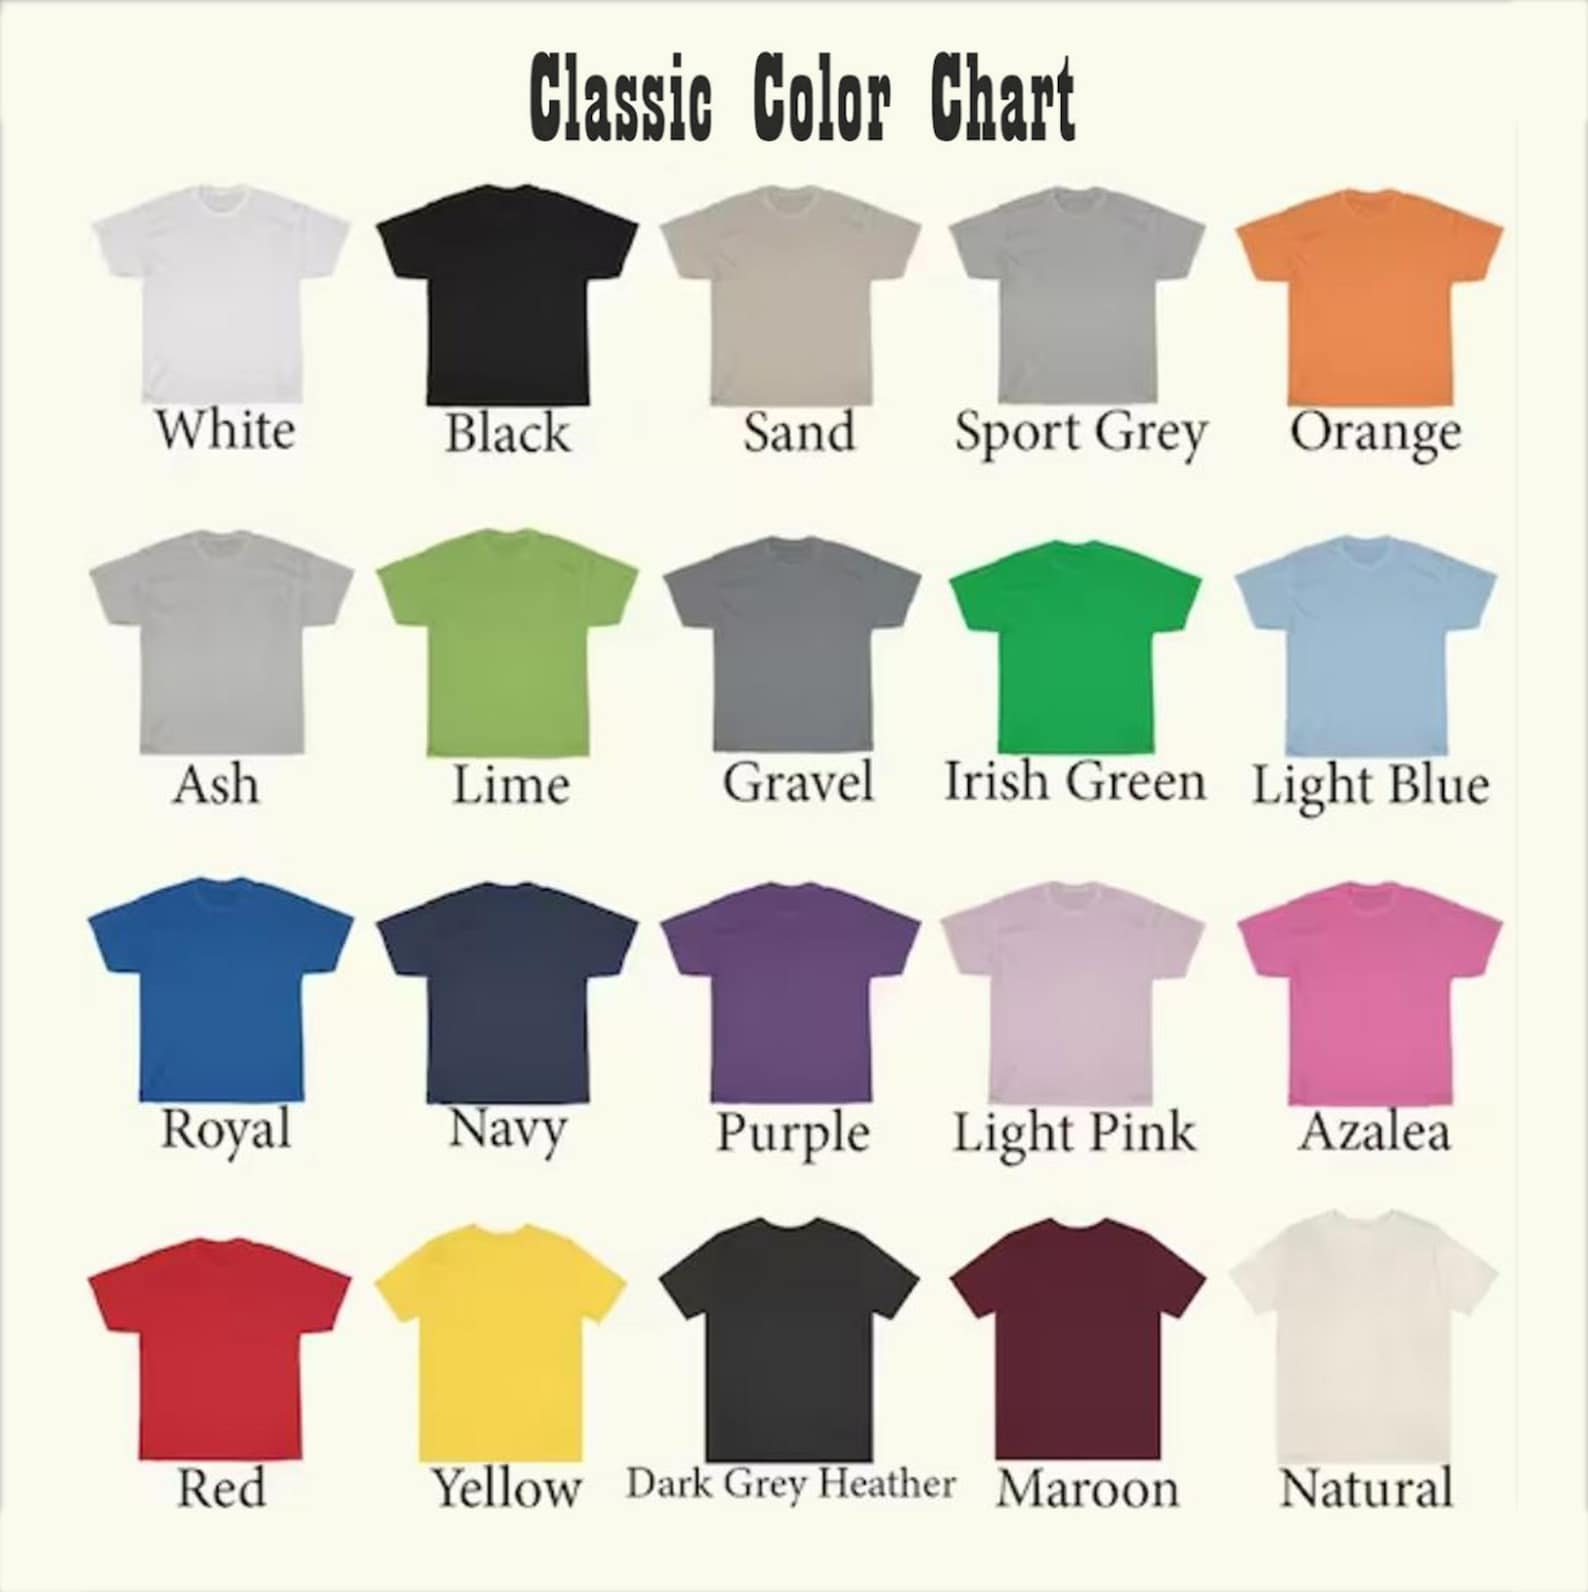 Classic Color Chart
White
Black
Sand
Sport Grey
Orange
Ash
Lime
Gravel
Irish Green
Light Blue
Royal
Navy
Purple
Light Pink
Azalea
Red
Yellow
Dark Grey Heather
Maroon
Natural